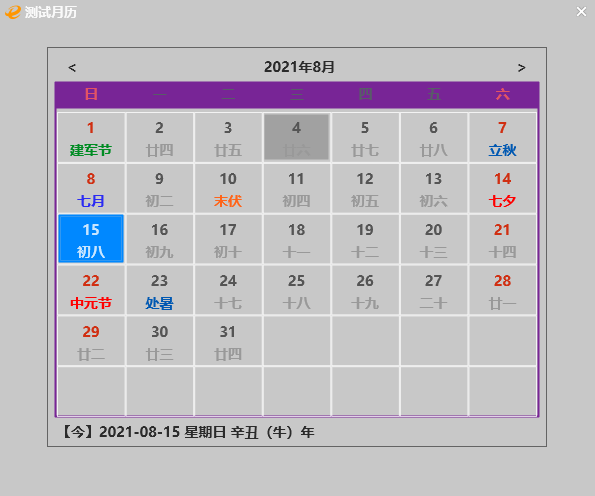 测试月历
< 2021年8月 >
日 一 二 三 四 五 六
1 2 3 4 5 6 7
建军节 廿四 廿五 廿六 廿七 廿八 立秋
8 9 10 11 12 13 14
七月 初二 末伏 初四 初五 初六 七夕
15 16 17 18 19 20 21
初八 初九 初十 十一 十二 十三 十四
22 23 24 25 26 27 28
中元节 处暑 十七 十八 十九 二十 廿一
29 30 31
廿二 廿三 廿四
【今】2021-08-15 星期日 辛丑（牛）年